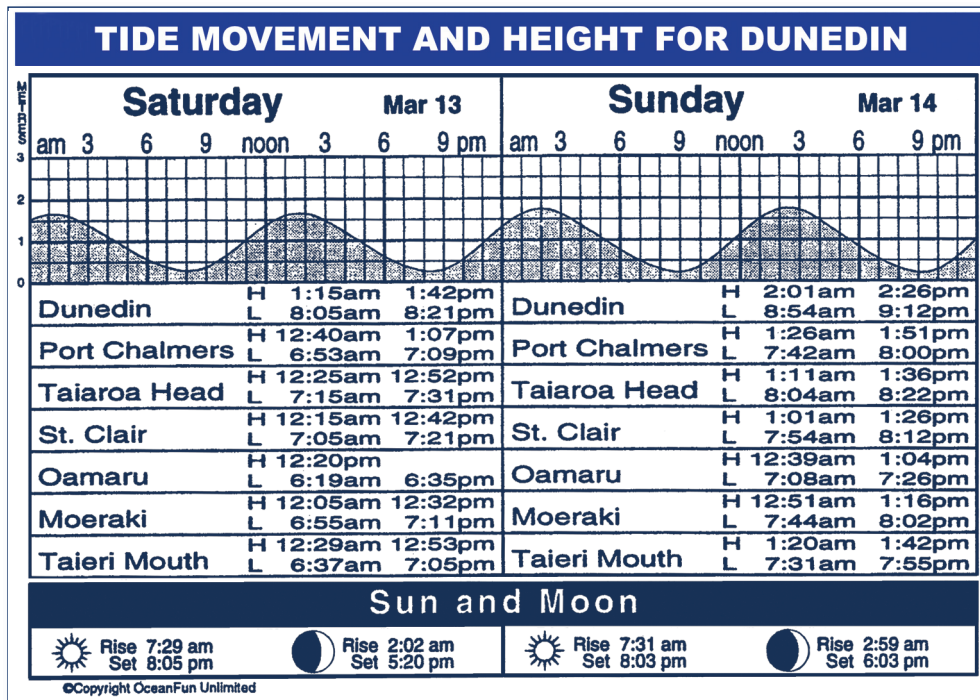 TIDE MOVEMENT AND HEIGHT FOR DUNEDIN
METRES
Saturday Mar 13
am 3 6 9 noon 3 6 9 pm
3
2
1
0
Dunedin H 1:15am 1:42pm
L 8:05am 8:21pm
Port Chalmers H 12:40am 1:07pm
L 6:53am 7:09pm
Taiaroa Head H 12:25am 12:52pm
L 7:15am 7:31pm
St. Clair H 12:15am 12:42pm
L 7:05am 7:21pm
Oamaru H 12:20pm
L 6:19am 6:35pm
Moeraki H 12:05am 12:32pm
L 6:55am 7:11pm
Taieri Mouth H 12:29am 12:53pm
L 6:37am 7:05pm
Sunday Mar 14
am 3 6 9 noon 3 6 9 pm
Dunedin H 2:01am 2:26pm
L 8:54am 9:12pm
Port Chalmers H 1:26am 1:51pm
L 7:42am 8:00pm
Taiaroa Head H 1:11am 1:36pm
L 8:04am 8:22pm
St. Clair H 1:01am 1:26pm
L 7:54am 8:12pm
Oamaru H 12:39am 1:04pm
L 7:08am 7:26pm
Moeraki H 12:51am 1:16pm
L 7:44am 8:02pm
Taieri Mouth H 1:20am 1:42pm
L 7:31am 7:55pm
Sun and Moon
Rise 7:29 am
Set 8:05 pm
Rise 2:02 am
Set 5:20 pm
Rise 7:31 am
Set 8:03 pm
Rise 2:59 am
Set 6:03 pm
©Copyright OceanFun Unlimited